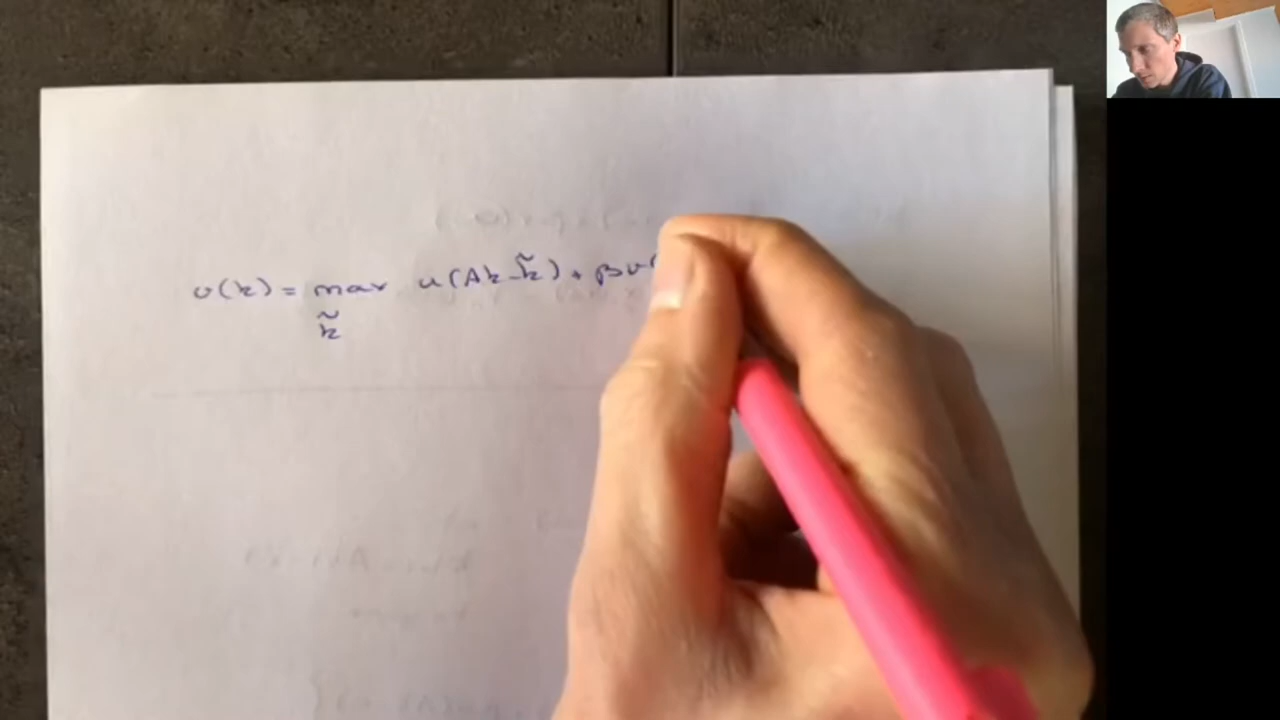 v(k) = max u(Ak - k̃) + βv(
k̃